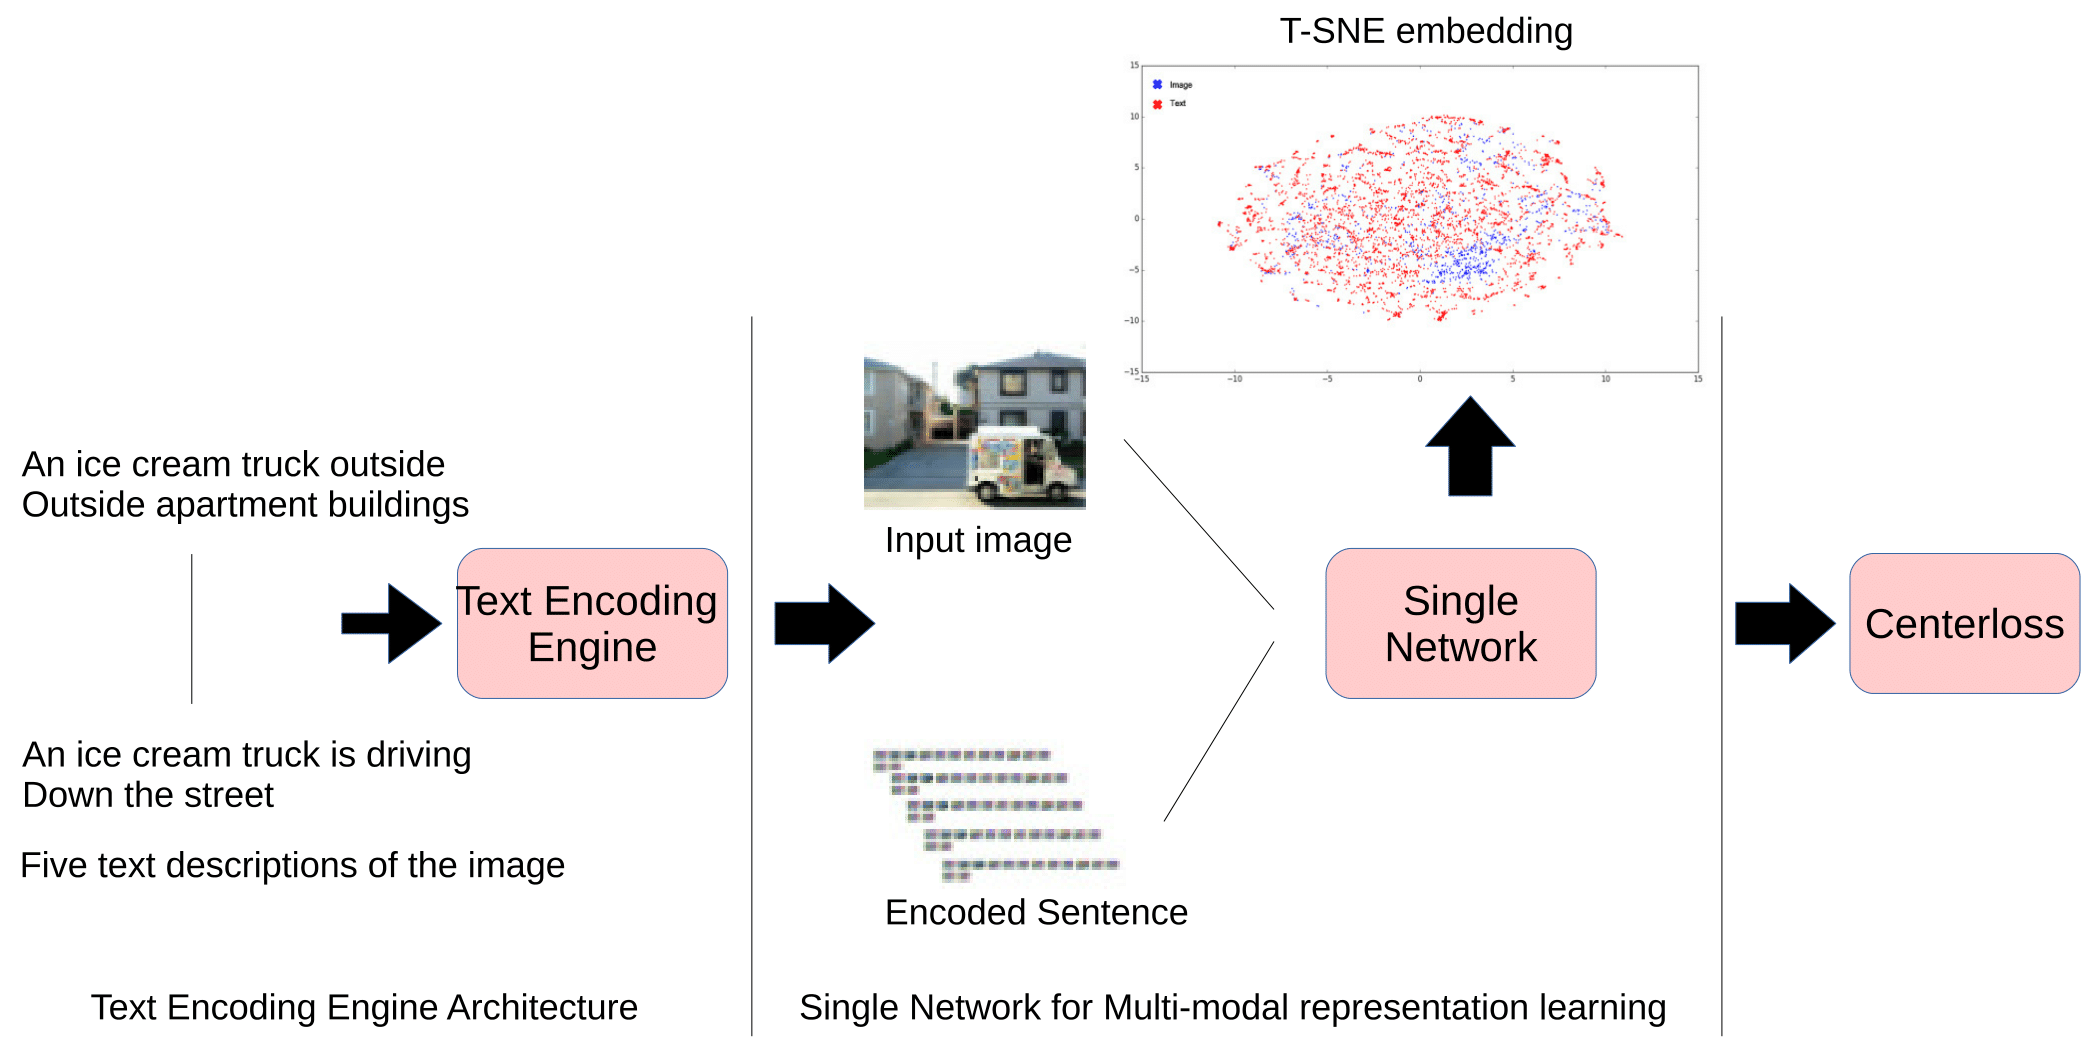 T-SNE embedding
15
10
5
0
−5
−10
−15
−15
−10
−5
0
5
10
15
Image
Text
An ice cream truck outside
Outside apartment buildings
Text Encoding
Engine
An ice cream truck is driving
Down the street
Five text descriptions of the image
Text Encoding Engine Architecture
Input image
Encoded Sentence
Single
Network
Single Network for Multi-modal representation learning
Centerloss